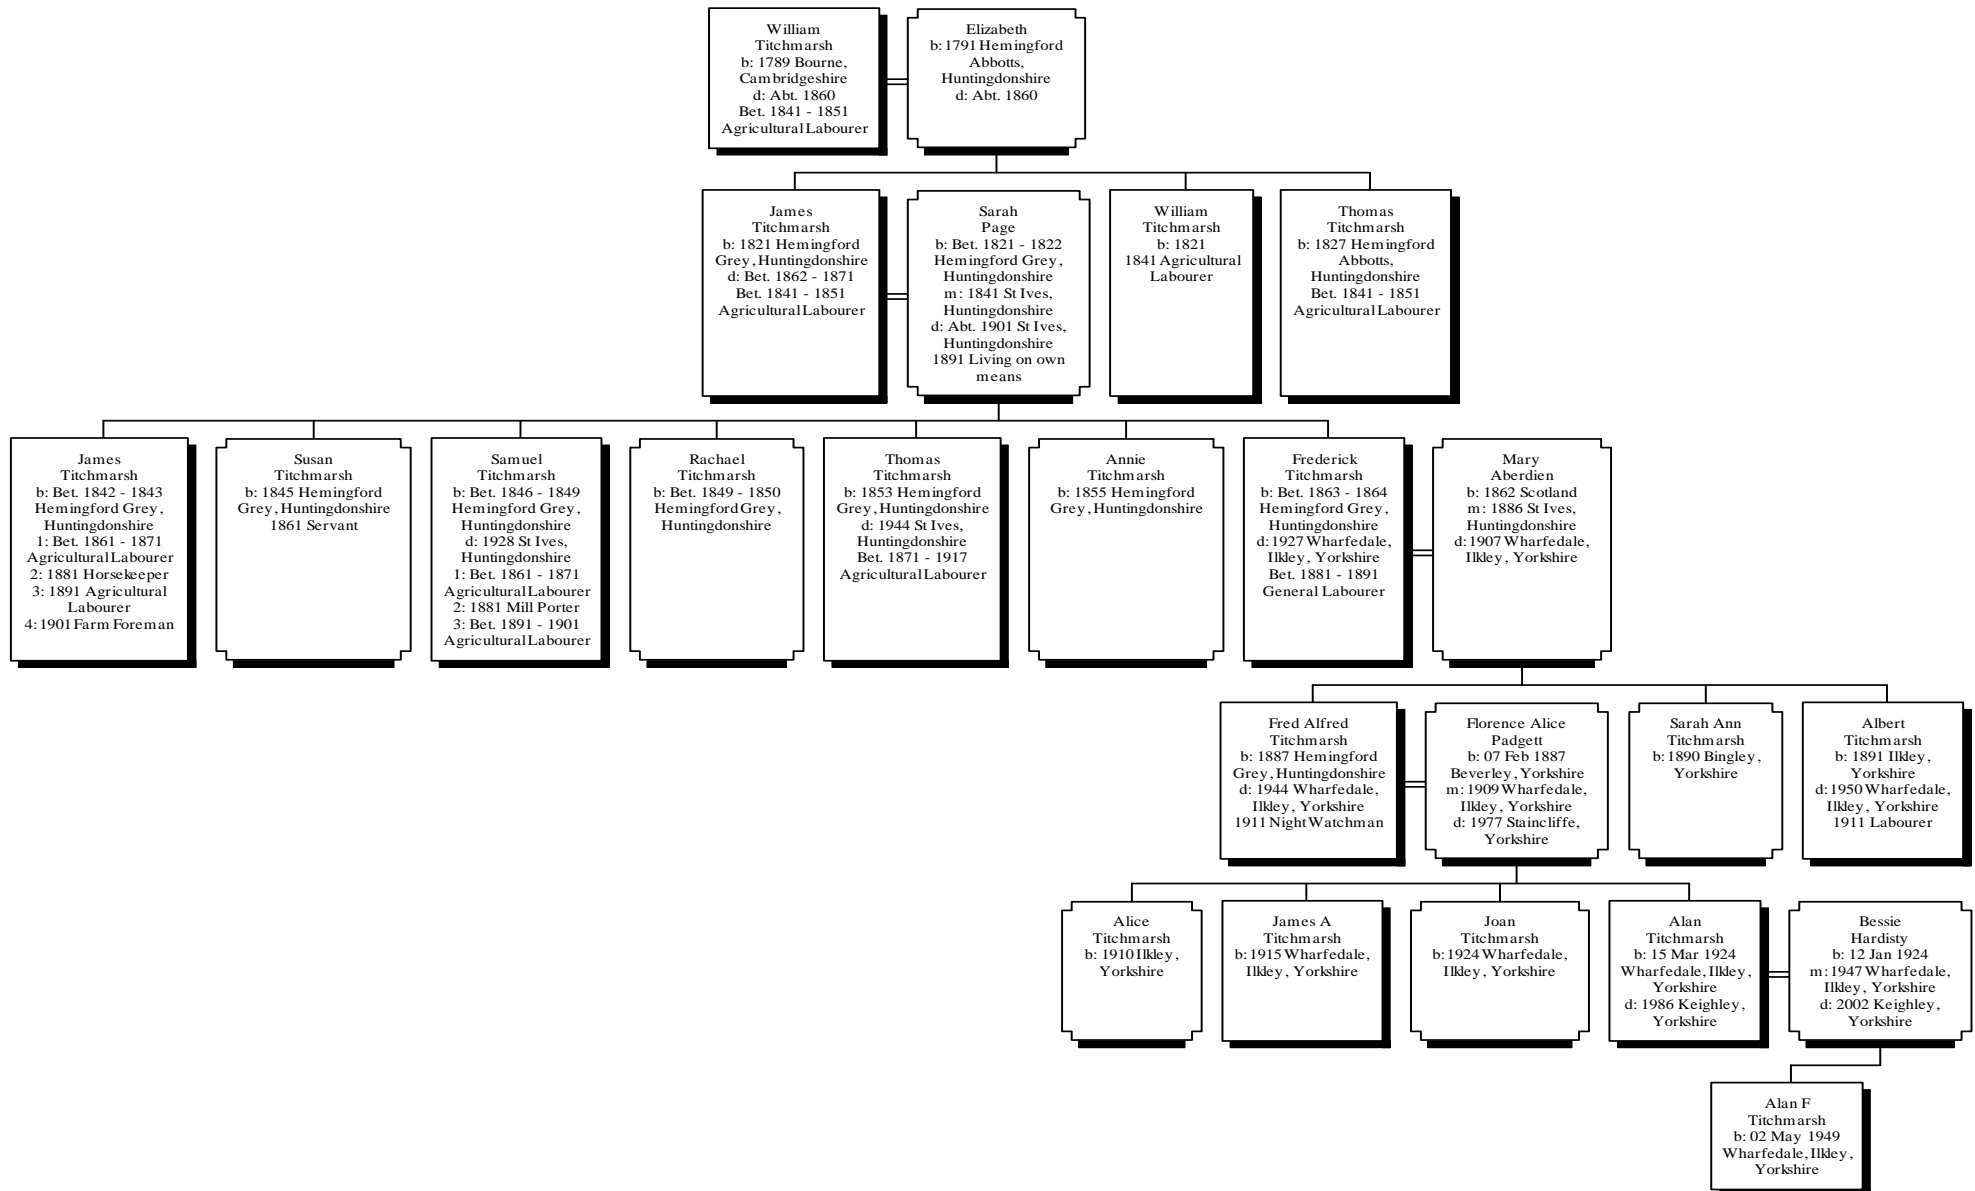 William
Titchmarsh
b: 1789 Bourne,
Cambridgeshire
d: Abt. 1860
Bet. 1841 - 1851
Agricultural Labourer
Elizabeth
b: 1791 Hemingford
Abbotts,
Huntingdonshire
d: Abt. 1860
James
Titchmarsh
b: 1821 Hemingford
Grey, Huntingdonshire
d: Bet. 1862 - 1871
Bet. 1841 - 1851
Agricultural Labourer
Sarah
Page
b: Bet. 1821 - 1822
Hemingford Grey,
Huntingdonshire
m: 1841 St Ives,
Huntingdonshire
d: Abt. 1901 St Ives,
Huntingdonshire
1891 Living on own
means
William
Titchmarsh
b: 1821
1841 Agricultural
Labourer
Thomas
Titchmarsh
b: 1827 Hemingford
Abbotts,
Huntingdonshire
Bet. 1841 - 1851
Agricultural Labourer
James
Titchmarsh
b: Bet. 1842 - 1843
Hemingford Grey,
Huntingdonshire
1: Bet. 1861 - 1871
Agricultural Labourer
2: 1881 Horsekeeper
3: 1891 Agricultural
Labourer
4: 1901 Farm Foreman
Susan
Titchmarsh
b: 1845 Hemingford
Grey, Huntingdonshire
1861 Servant
Samuel
Titchmarsh
b: Bet. 1846 - 1849
Hemingford Grey,
Huntingdonshire
d: 1928 St Ives,
Huntingdonshire
1: Bet. 1861 - 1871
Agricultural Labourer
2: 1881 Mill Porter
3: Bet. 1891 - 1901
Agricultural Labourer
Rachael
Titchmarsh
b: Bet. 1849 - 1850
Hemingford Grey,
Huntingdonshire
Thomas
Titchmarsh
b: 1853 Hemingford
Grey, Huntingdonshire
d: 1944 St Ives,
Huntingdonshire
Bet. 1871 - 1917
Agricultural Labourer
Annie
Titchmarsh
b: 1855 Hemingford
Grey, Huntingdonshire
Frederick
Titchmarsh
b: Bet. 1863 - 1864
Hemingford Grey,
Huntingdonshire
d: 1927 Wharfedale,
Ilkley, Yorkshire
Bet. 1881 - 1891
General Labourer
Mary
Aberdien
b: 1862 Scotland
m: 1886 St Ives,
Huntingdonshire
d: 1907 Wharfedale,
Ilkley, Yorkshire
Fred Alfred
Titchmarsh
b: 1887 Hemingford
Grey, Huntingdonshire
d: 1944 Wharfedale,
Ilkley, Yorkshire
1911 Night Watchman
Florence Alice
Padgett
b: 07 Feb 1887
Beverley, Yorkshire
m: 1909 Wharfedale,
Ilkley, Yorkshire
d: 1977 Staincliffe,
Yorkshire
Sarah Ann
Titchmarsh
b: 1890 Bingley,
Yorkshire
Albert
Titchmarsh
b: 1891 Ilkley,
Yorkshire
d: 1950 Wharfedale,
Ilkley, Yorkshire
1911 Labourer
Alice
Titchmarsh
b: 1910 Ilkley,
Yorkshire
James A
Titchmarsh
b: 1915 Wharfedale,
Ilkley, Yorkshire
Joan
Titchmarsh
b: 1924 Wharfedale,
Ilkley, Yorkshire
Alan
Titchmarsh
b: 15 Mar 1924
Wharfedale, Ilkley,
Yorkshire
d: 1986 Keighley,
Yorkshire
Bessie
Hardisty
b: 12 Jan 1924
m: 1947 Wharfedale,
Ilkley, Yorkshire
d: 2002 Keighley,
Yorkshire
Alan F
Titchmarsh
b: 02 May 1949
Wharfedale, Ilkley,
Yorkshire